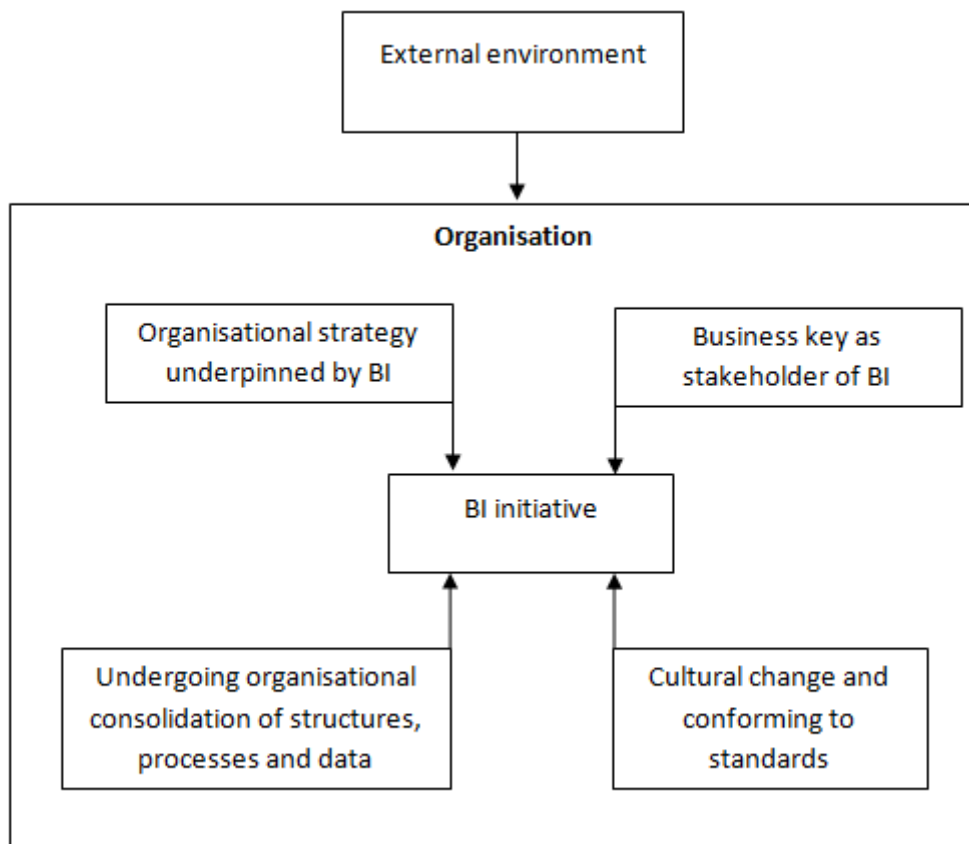 External environment
Organisation
Organisational strategy
underpinned by BI
Business key as
stakeholder of BI
BI initiative
Undergoing organisational
consolidation of structures,
processes and data
Cultural change and
conforming to
standards